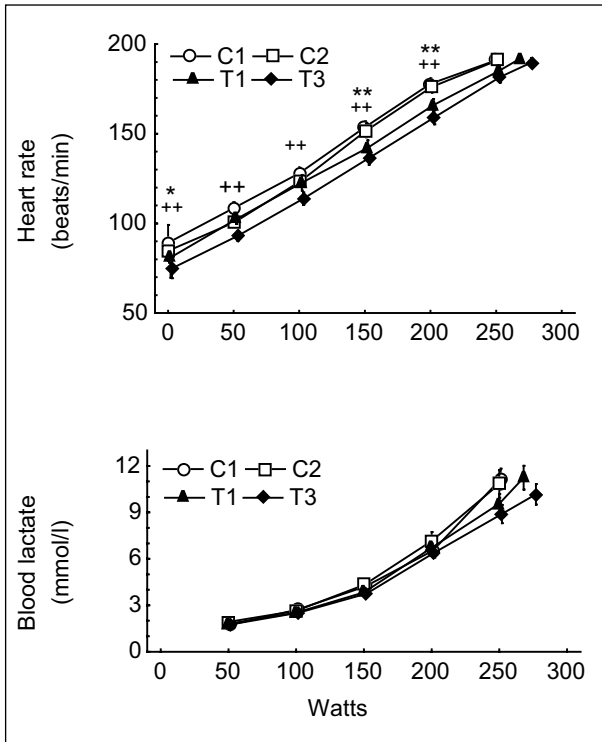 200
150
100
50
Heart rate
(beats/min)
C1 C2
T1 T3
*
++
++
++
**
++
**
++
0 50 100 150 200 250 300
12
9
6
3
0
Blood lactate
(mmol/l)
C1 C2
T1 T3
0 50 100 150 200 250 300
Watts